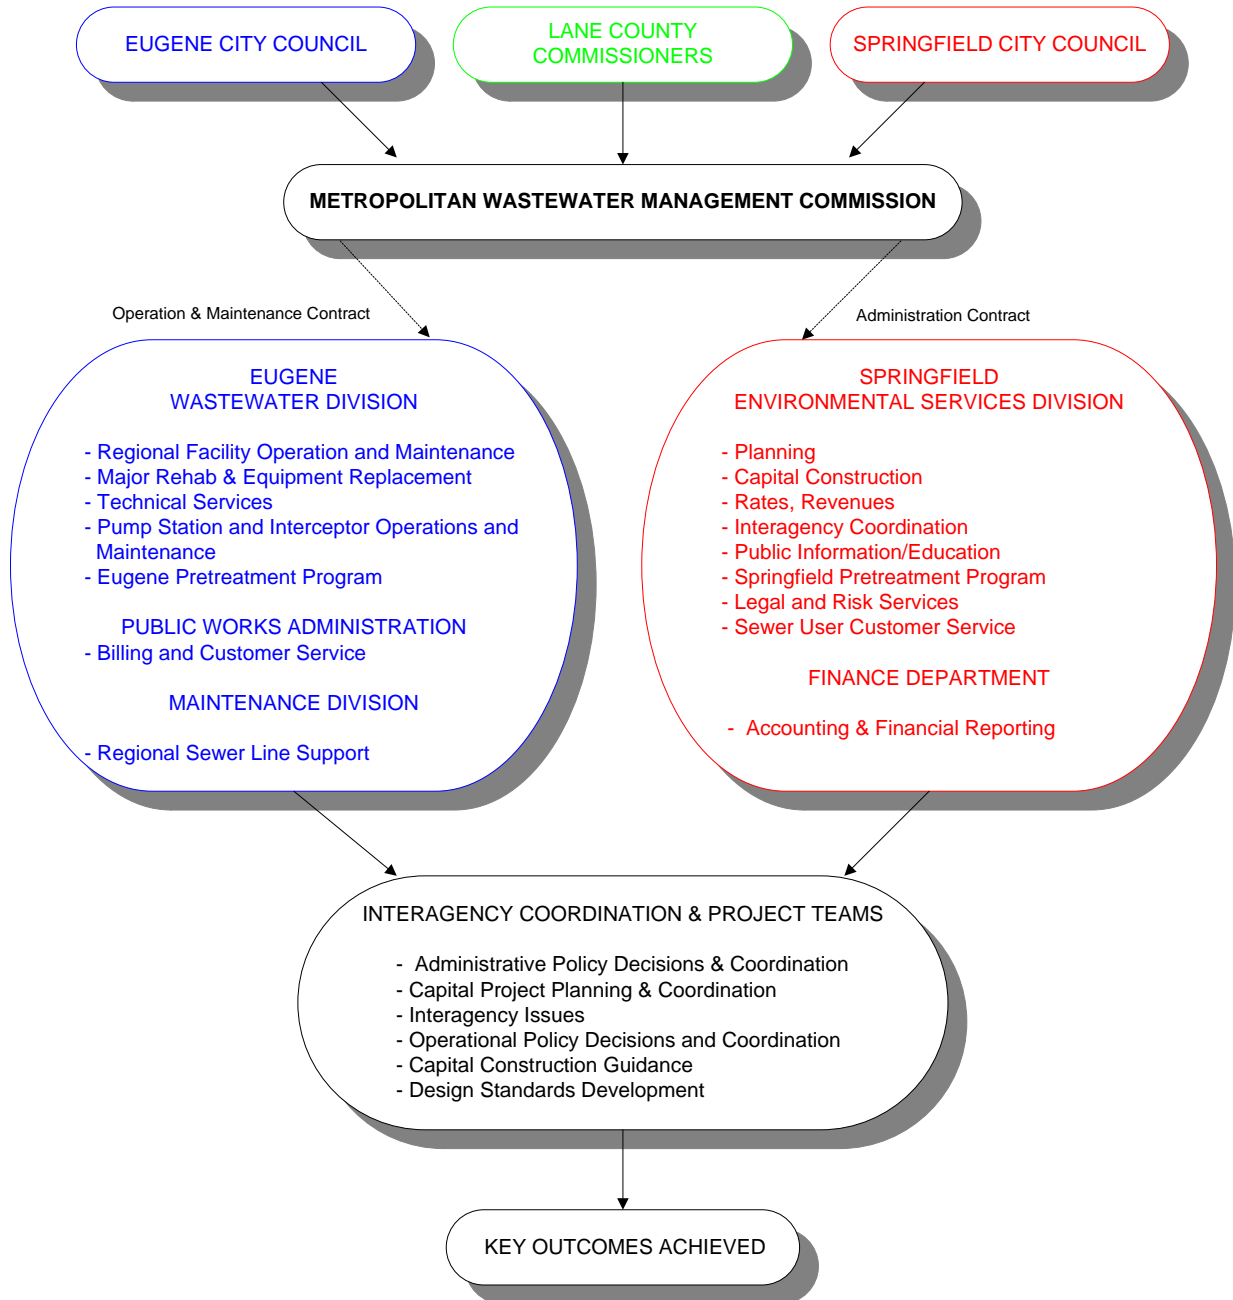 EUGENE CITY COUNCIL
LANE COUNTY
COMMISSIONERS
SPRINGFIELD CITY COUNCIL
METROPOLITAN WASTEWATER MANAGEMENT COMMISSION
Operation & Maintenance Contract
Administration Contract
EUGENE
WASTEWATER DIVISION
- Regional Facility Operation and Maintenance
- Major Rehab & Equipment Replacement
- Technical Services
- Pump Station and Interceptor Operations and
Maintenance
- Eugene Pretreatment Program
PUBLIC WORKS ADMINISTRATION
- Billing and Customer Service
MAINTENANCE DIVISION
- Regional Sewer Line Support
SPRINGFIELD
ENVIRONMENTAL SERVICES DIVISION
- Planning
- Capital Construction
- Rates, Revenues
- Interagency Coordination
- Public Information/Education
- Springfield Pretreatment Program
- Legal and Risk Services
- Sewer User Customer Service
FINANCE DEPARTMENT
- Accounting & Financial Reporting
INTERAGENCY COORDINATION & PROJECT TEAMS
- Administrative Policy Decisions & Coordination
- Capital Project Planning & Coordination
- Interagency Issues
- Operational Policy Decisions and Coordination
- Capital Construction Guidance
- Design Standards Development
KEY OUTCOMES ACHIEVED